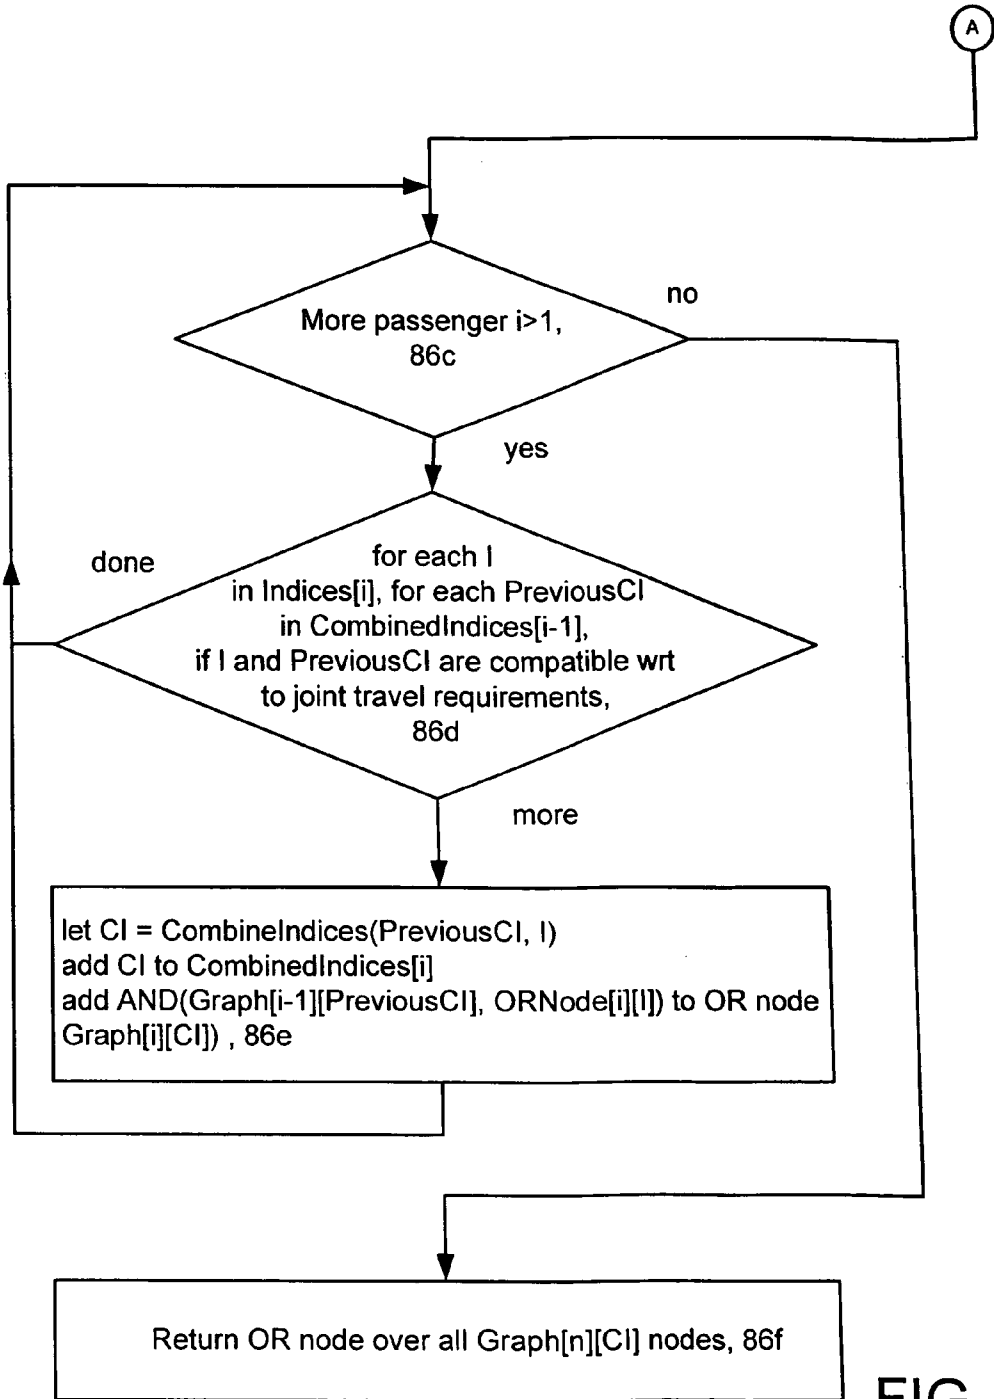 A
More passenger i>1,
86c
no
yes
done
for each I
in Indices[i], for each PreviousCI
in CombinedIndices[i-1],
if I and PreviousCI are compatible wrt
to joint travel requirements,
86d
more
let CI = CombineIndices(PreviousCI, I)
add CI to CombinedIndices[i]
add AND(Graph[i-1][PreviousCI], ORNode[i][I]) to OR node
Graph[i][CI]) , 86e
Return OR node over all Graph[n][CI] nodes, 86f
FIG